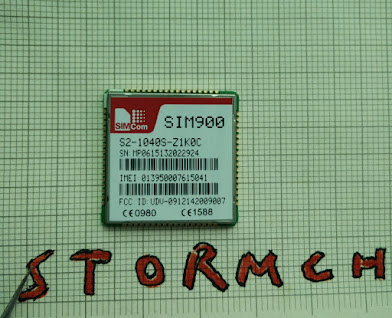 SIMCom
SIM900
S2-1040S-Z1K0C
SN:MP0615132022924
IMEI:013950007615041
FCC ID:UDV-0912142009007
CE0980 CE1588
STORMCH